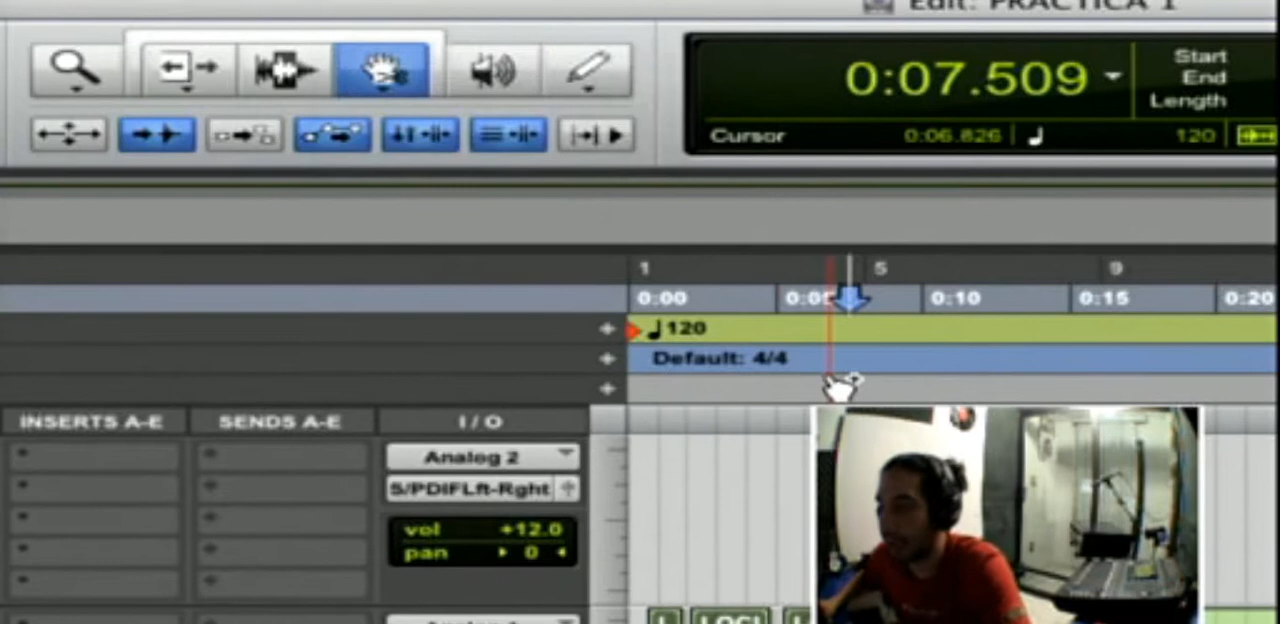 Edit: PRACTICA 1
0:07.509
Start
End
Length
Cursor 0:06.826 120
1 5 9
0:00 0:05 0:10 0:15 0:20
120
Default: 4/4
INSERTS A-E SENDS A-E I / O
Analog 2
S/PDIFLft-Rght
vol +12.0
pan 0